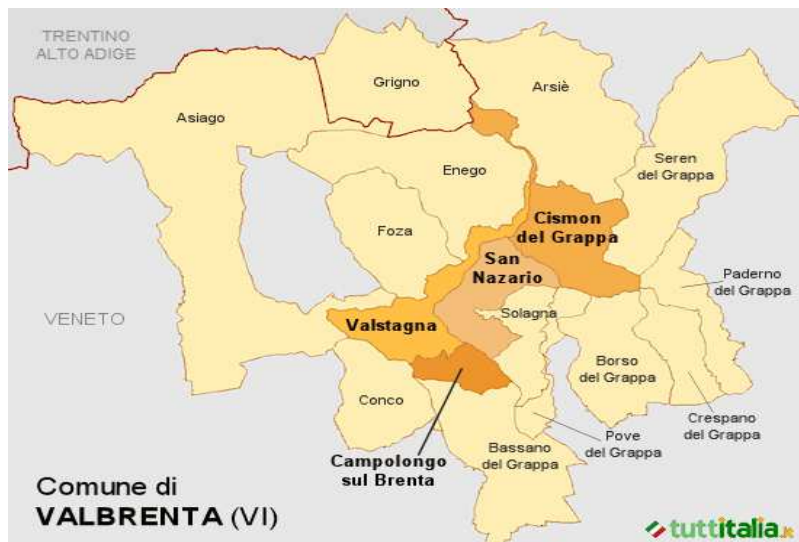 TRENTINO
ALTO ADIGE
Grigno
Arsiè
Asiago
Seren
del Grappa
Enego
Cismon
del Grappa
Foza
San
Nazario
Paderno
del Grappa
Solagna
VENETO
Valstagna
Borso
del Grappa
Conco
Crespano
del Grappa
Pove
del Grappa
Bassano
del Grappa
Campolongo
sul Brenta
Comune di
VALBRENTA (VI)
tuttitalia.it